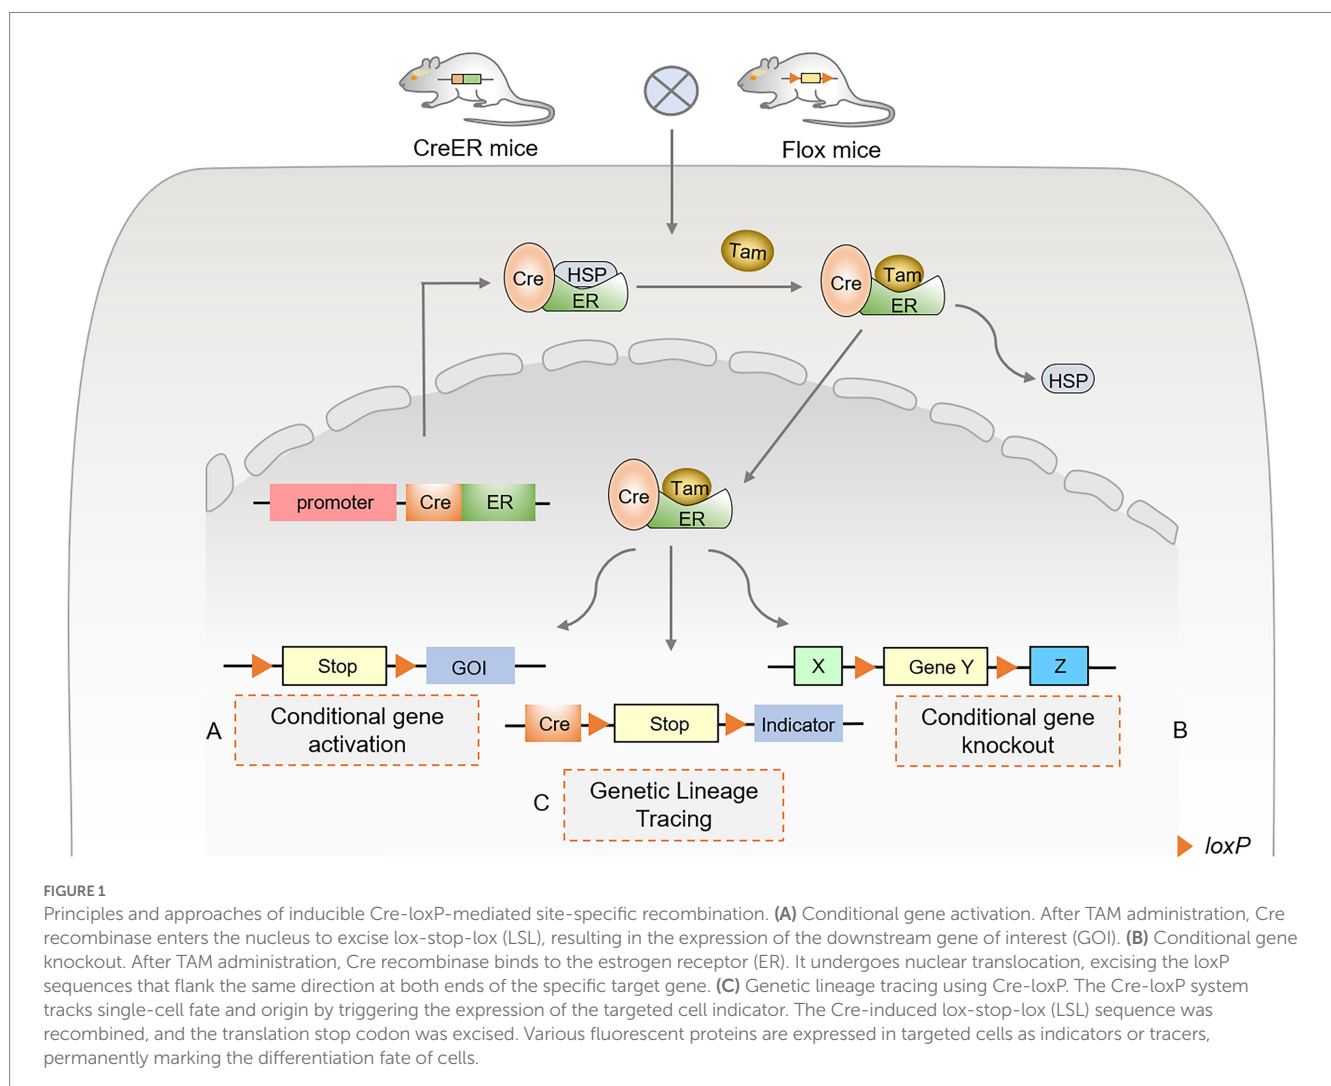 CreER mice
Flox mice
Tam
Cre
HSP
ER
Cre
Tam
ER
HSP
promoter
Cre
ER
Cre
Tam
ER
Stop
GOI
X
Gene Y
Z
A
Conditional gene
activation
Cre
Stop
Indicator
Conditional gene
knockout
B
C
Genetic Lineage
Tracing
loxP
FIGURE 1
Principles and approaches of inducible Cre-loxP-mediated site-specific recombination. (A) Conditional gene activation. After TAM administration, Cre
recombinase enters the nucleus to excise lox-stop-lox (LSL), resulting in the expression of the downstream gene of interest (GOI). (B) Conditional gene
knockout. After TAM administration, Cre recombinase binds to the estrogen receptor (ER). It undergoes nuclear translocation, excising the loxP
sequences that flank the same direction at both ends of the specific target gene. (C) Genetic lineage tracing using Cre-loxP. The Cre-loxP system
tracks single-cell fate and origin by triggering the expression of the targeted cell indicator. The Cre-induced lox-stop-lox (LSL) sequence was
recombined, and the translation stop codon was excised. Various fluorescent proteins are expressed in targeted cells as indicators or tracers,
permanently marking the differentiation fate of cells.